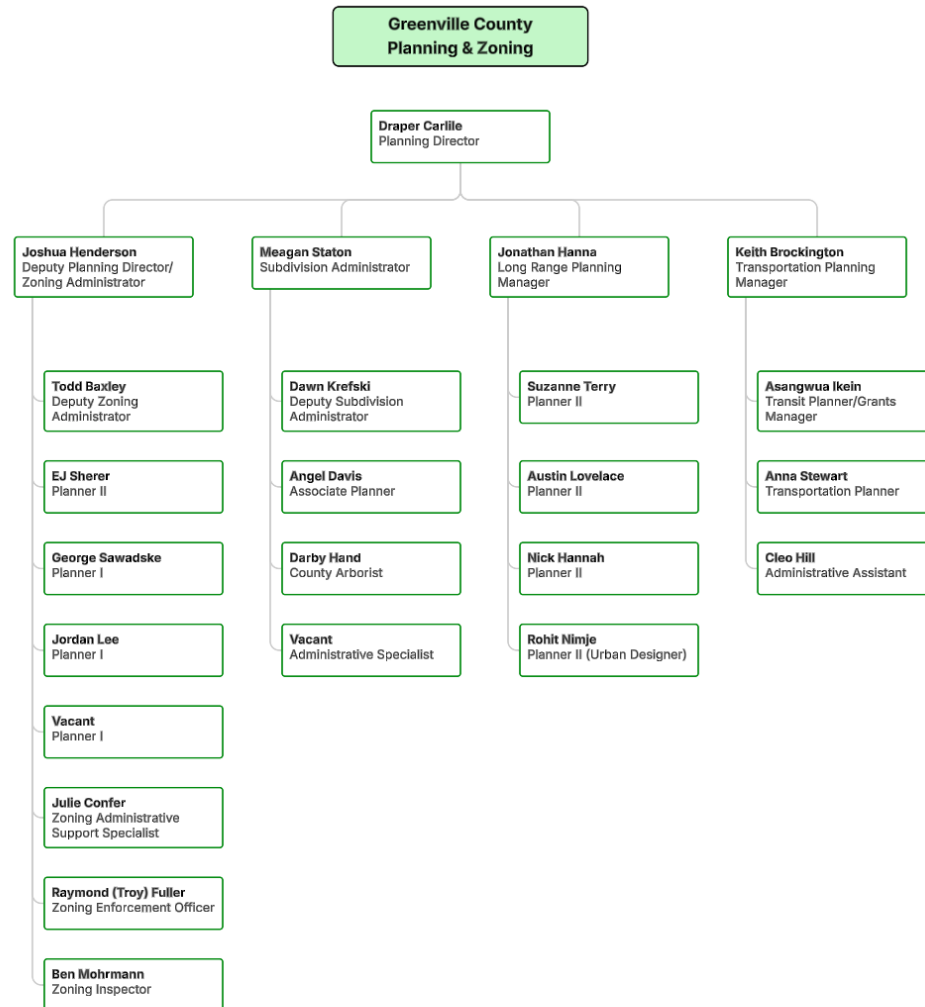 Greenville County
Planning & Zoning
Draper Carlile
Planning Director
Joshua Henderson
Deputy Planning Director/
Zoning Administrator
Todd Baxley
Deputy Zoning
Administrator
EJ Sherer
Planner II
George Sawadske
Planner I
Jordan Lee
Planner I
Vacant
Planner I
Julie Confer
Zoning Administrative
Support Specialist
Raymond (Troy) Fuller
Zoning Enforcement Officer
Ben Mohrmann
Zoning Inspector
Meagan Staton
Subdivision Administrator
Dawn Krefski
Deputy Subdivision
Administrator
Angel Davis
Associate Planner
Darby Hand
County Arborist
Vacant
Administrative Specialist
Jonathan Hanna
Long Range Planning
Manager
Suzanne Terry
Planner II
Austin Lovelace
Planner II
Nick Hannah
Planner II
Rohit Nimje
Planner II (Urban Designer)
Keith Brockington
Transportation Planning
Manager
Asangwua Ikein
Transit Planner/Grants
Manager
Anna Stewart
Transportation Planner
Cleo Hill
Administrative Assistant